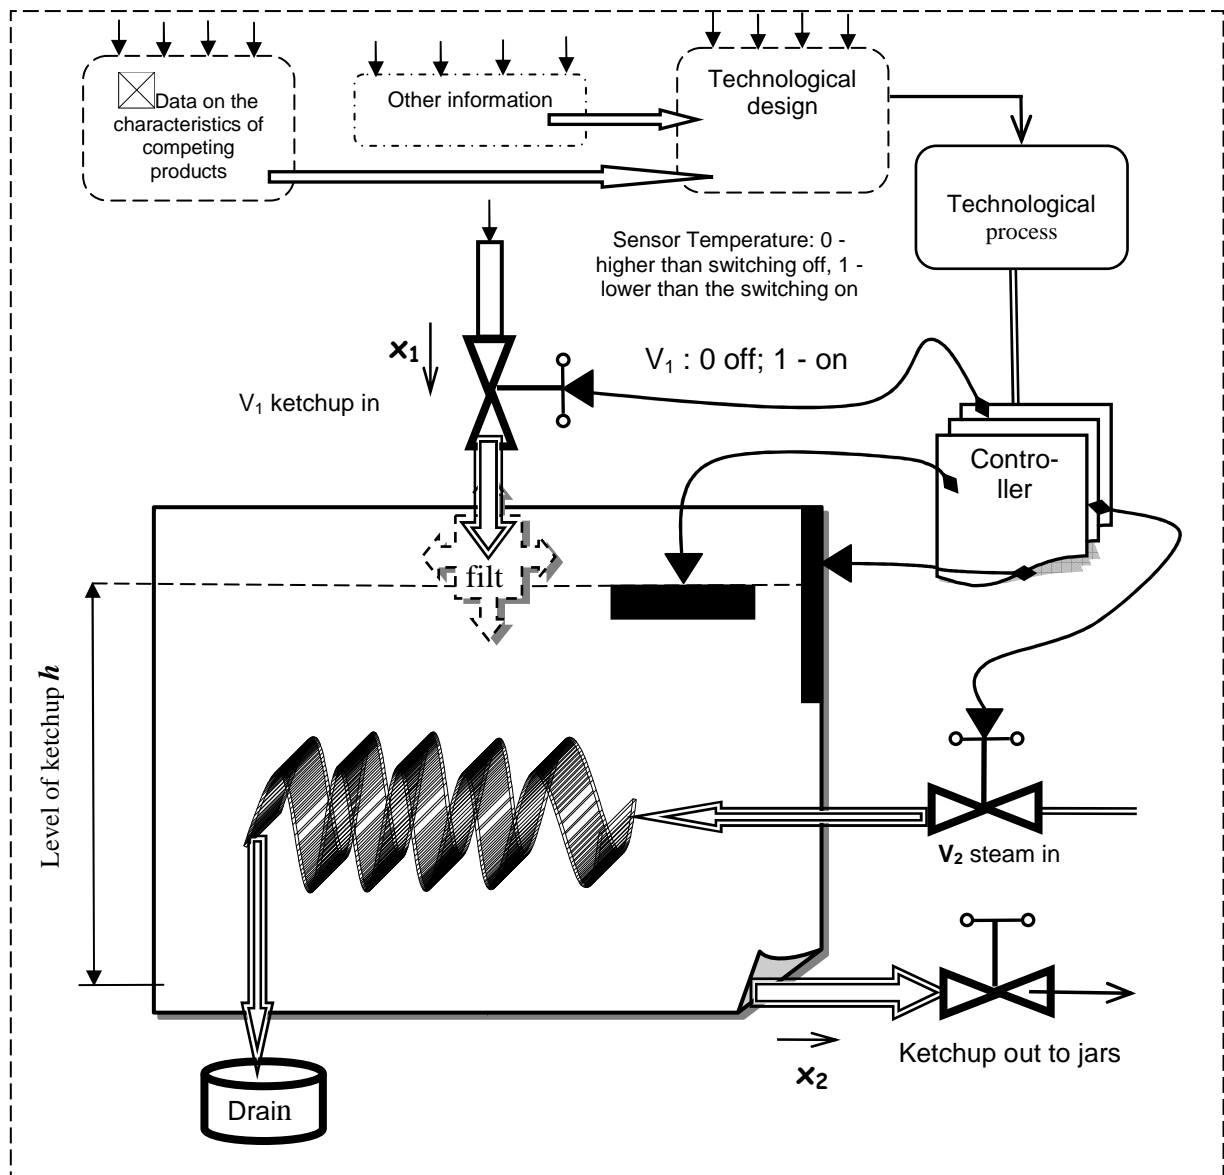 Data on the
characteristics of
competing
products
Other information
Technological
design
Technological
process
Sensor Temperature: 0 -
higher than switching off, 1 -
lower than the switching on
x₁
V₁ : 0 off; 1 - on
V₁ ketchup in
Contro-
ller
filt
Level of ketchup h
V₂ steam in
Ketchup out to jars
x₂
Drain